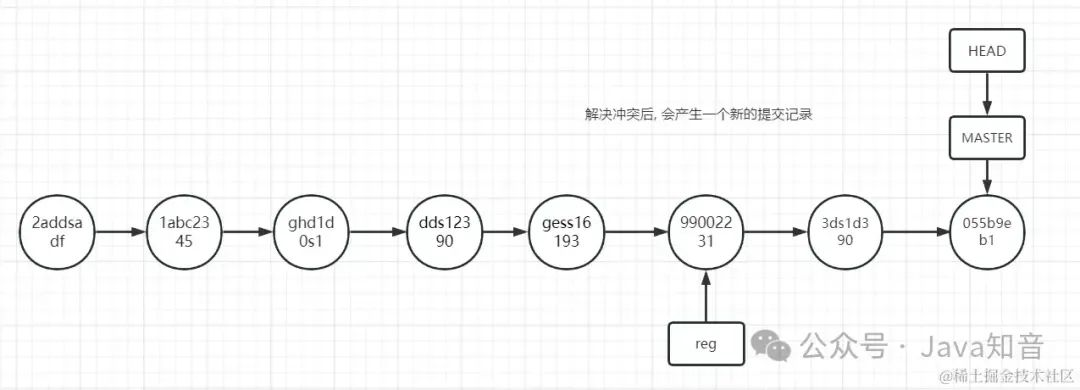 HEAD
解决冲突后, 会产生一个新的提交记录
MASTER
2addsa
df
1abc23
45
ghd1d
0s1
dds123
90
gess16
193
990022
31
3ds1d3
90
055b9e
b1
reg
公众号 · Java知音
@稀土掘金技术社区